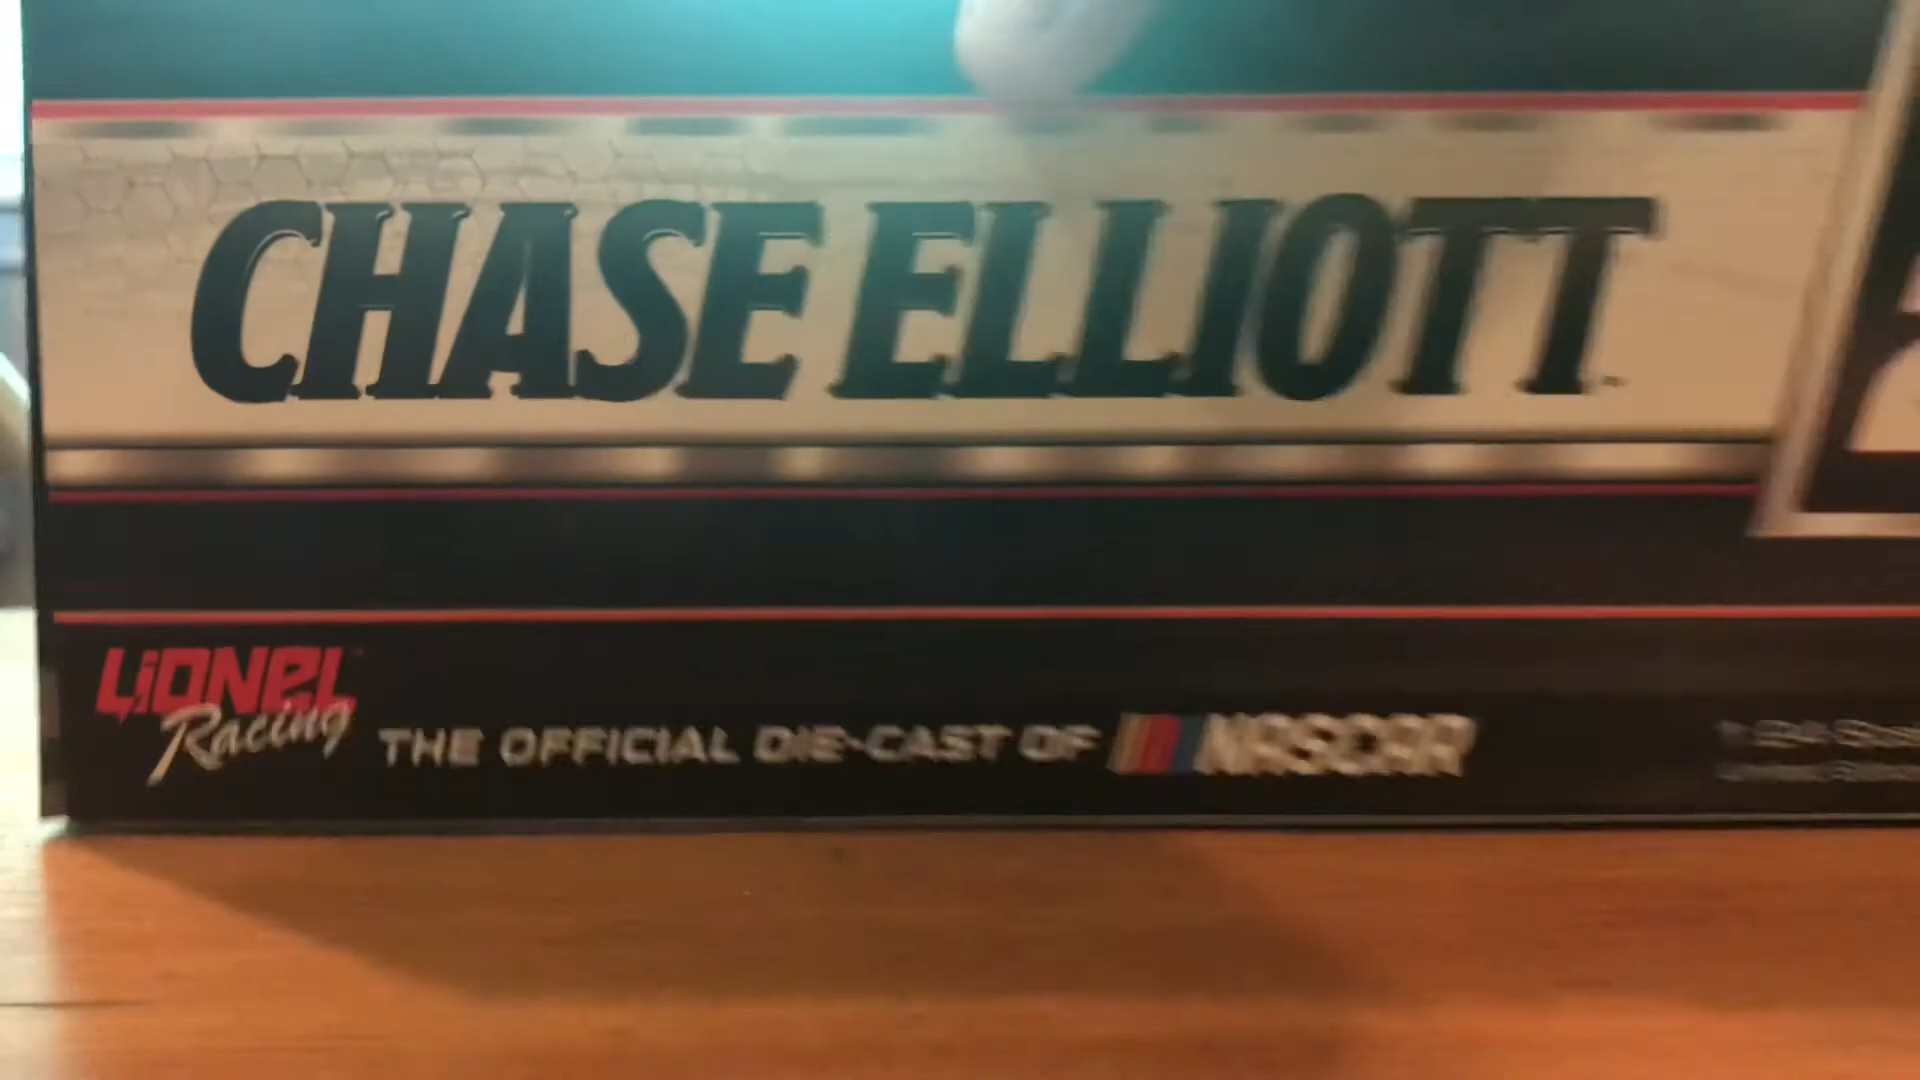 CHASE ELLIOTT
LIONEL
Racing
THE OFFICIAL DIE-CAST OF NASCAR